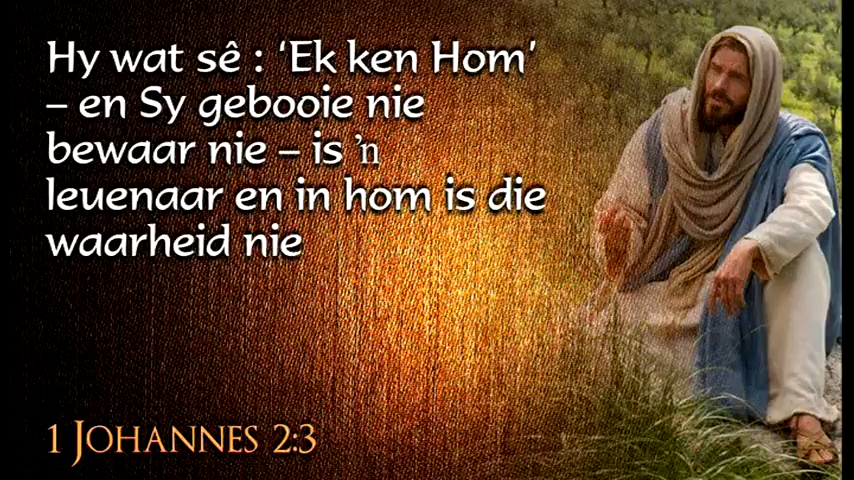 Hy wat sê : ‘Ek ken Hom’
– en Sy gebooie nie
bewaar nie – is ŉ
leuenaar en in hom is die
waarheid nie
1 Johannes 2:3